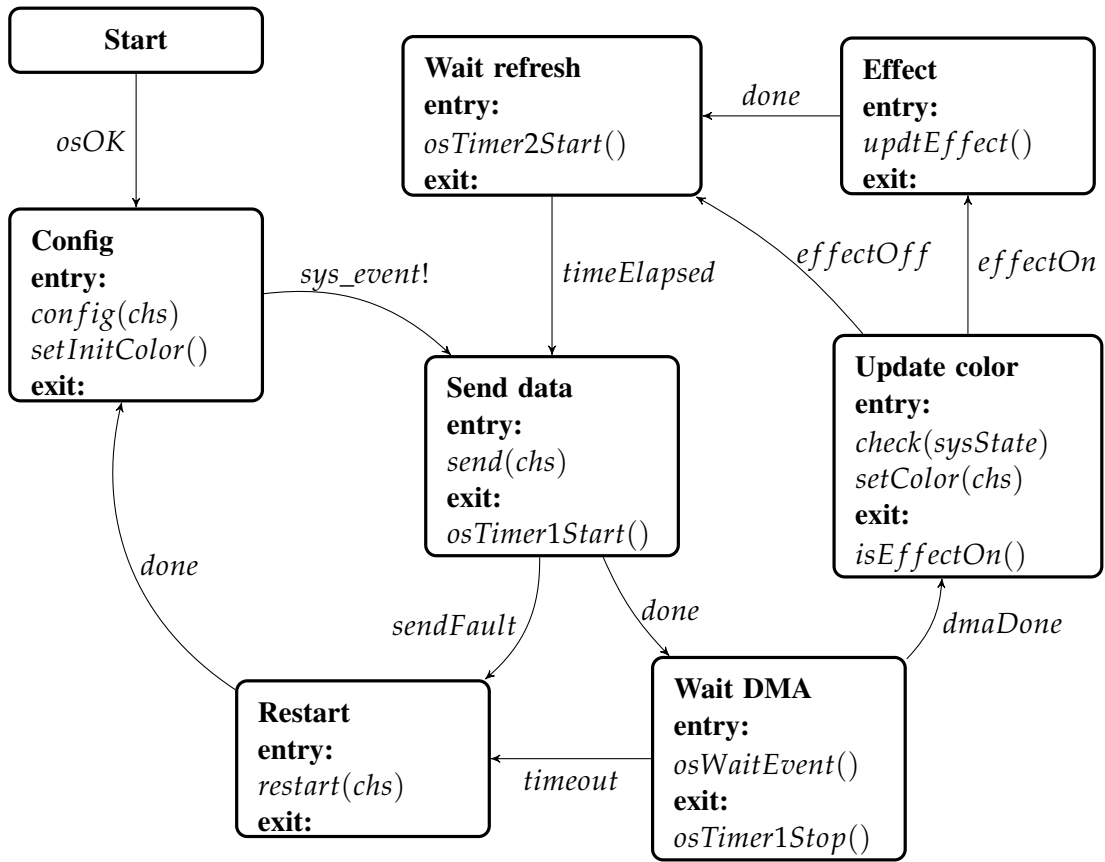 Start
osOK
Config
entry:
config(chs)
setInitColor()
exit:
sys_event!
Wait refresh
entry:
osTimer2Start()
exit:
done
Effect
entry:
updtEffect()
exit:
timeElapsed
effectOff
effectOn
Send data
entry:
send(chs)
exit:
osTimer1Start()
Update color
entry:
check(sysState)
setColor(chs)
exit:
isEffectOn()
done
sendFault
done
dmaDone
Restart
entry:
restart(chs)
exit:
timeout
Wait DMA
entry:
osWaitEvent()
exit:
osTimer1Stop()